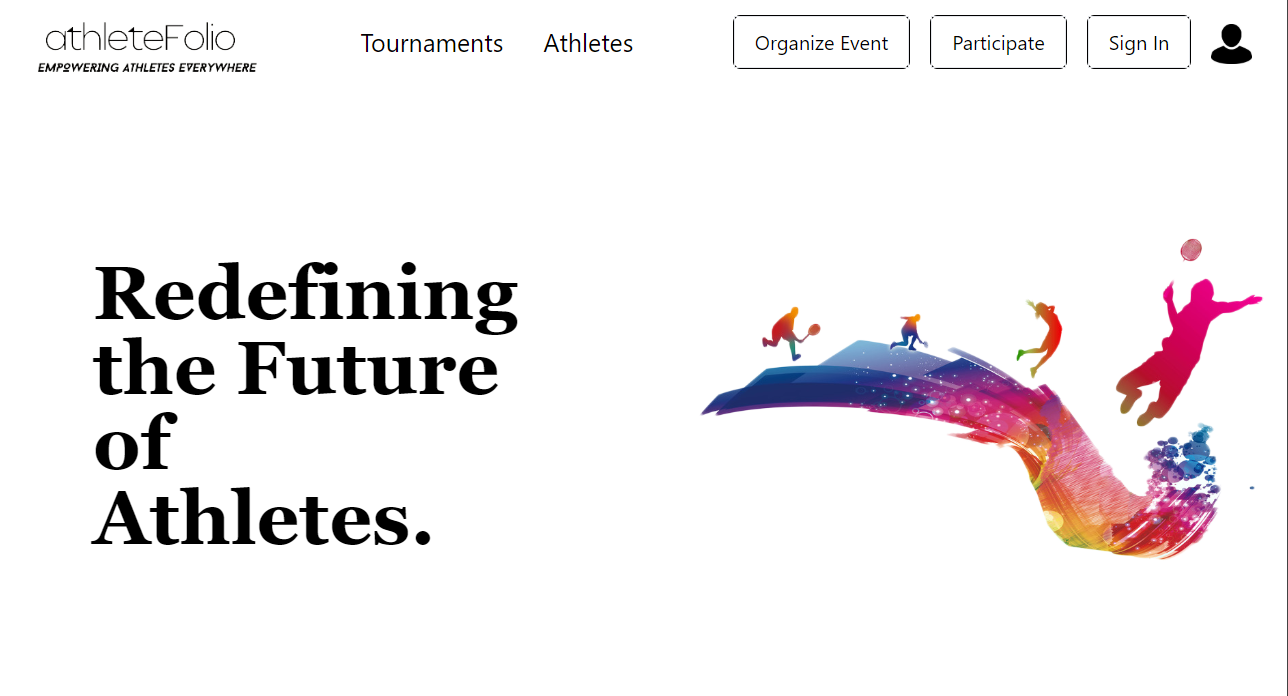 athleteFolio
EMPOWERING ATHLETES EVERYWHERE
Tournaments
Athletes
Organize Event
Participate
Sign In
Redefining
the Future
of
Athletes.